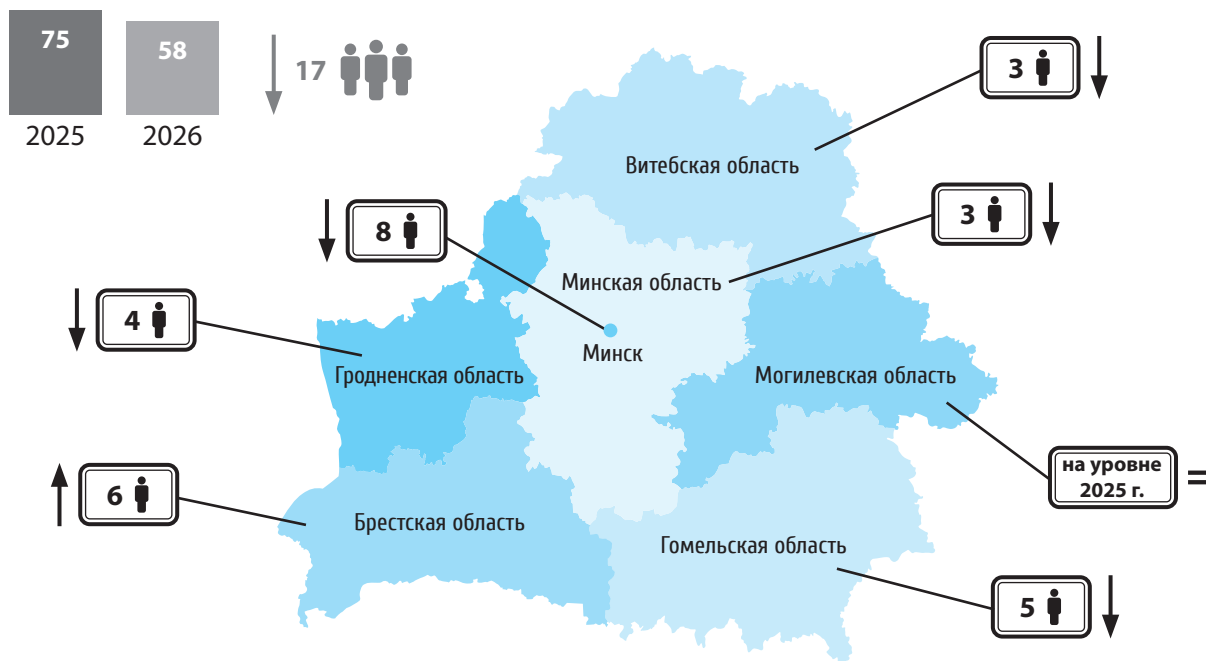 75
58
17
2025
2026
3
Витебская область
3
8
Минская область
4
Минск
Гродненская область
Могилевская область
на уровне
2025 г.
=
6
Брестская область
Гомельская область
5